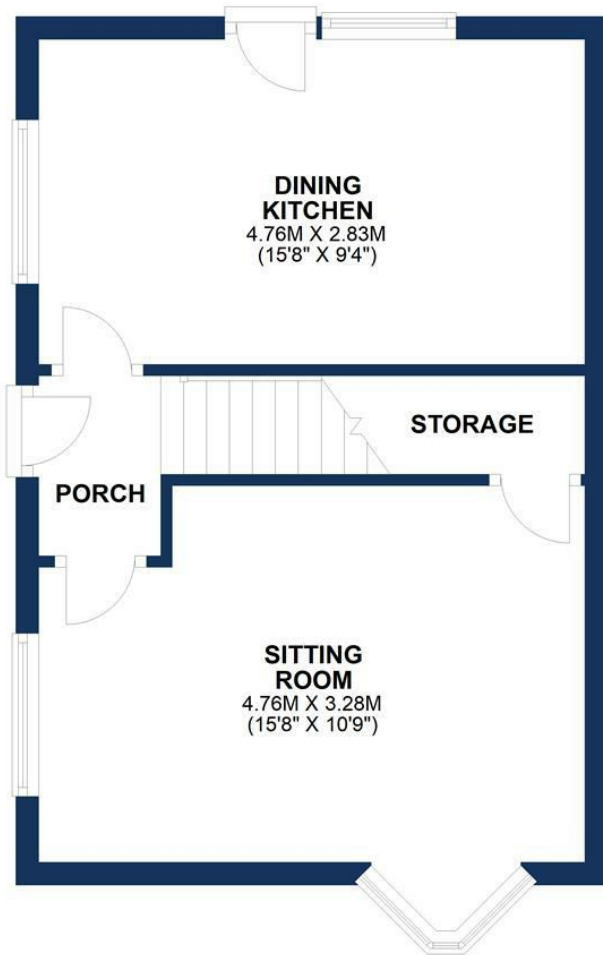 DINING
KITCHEN
4.76M X 2.83M
(15'8" X 9'4")
STORAGE
PORCH
SITTING
ROOM
4.76M X 3.28M
(15'8" X 10'9")